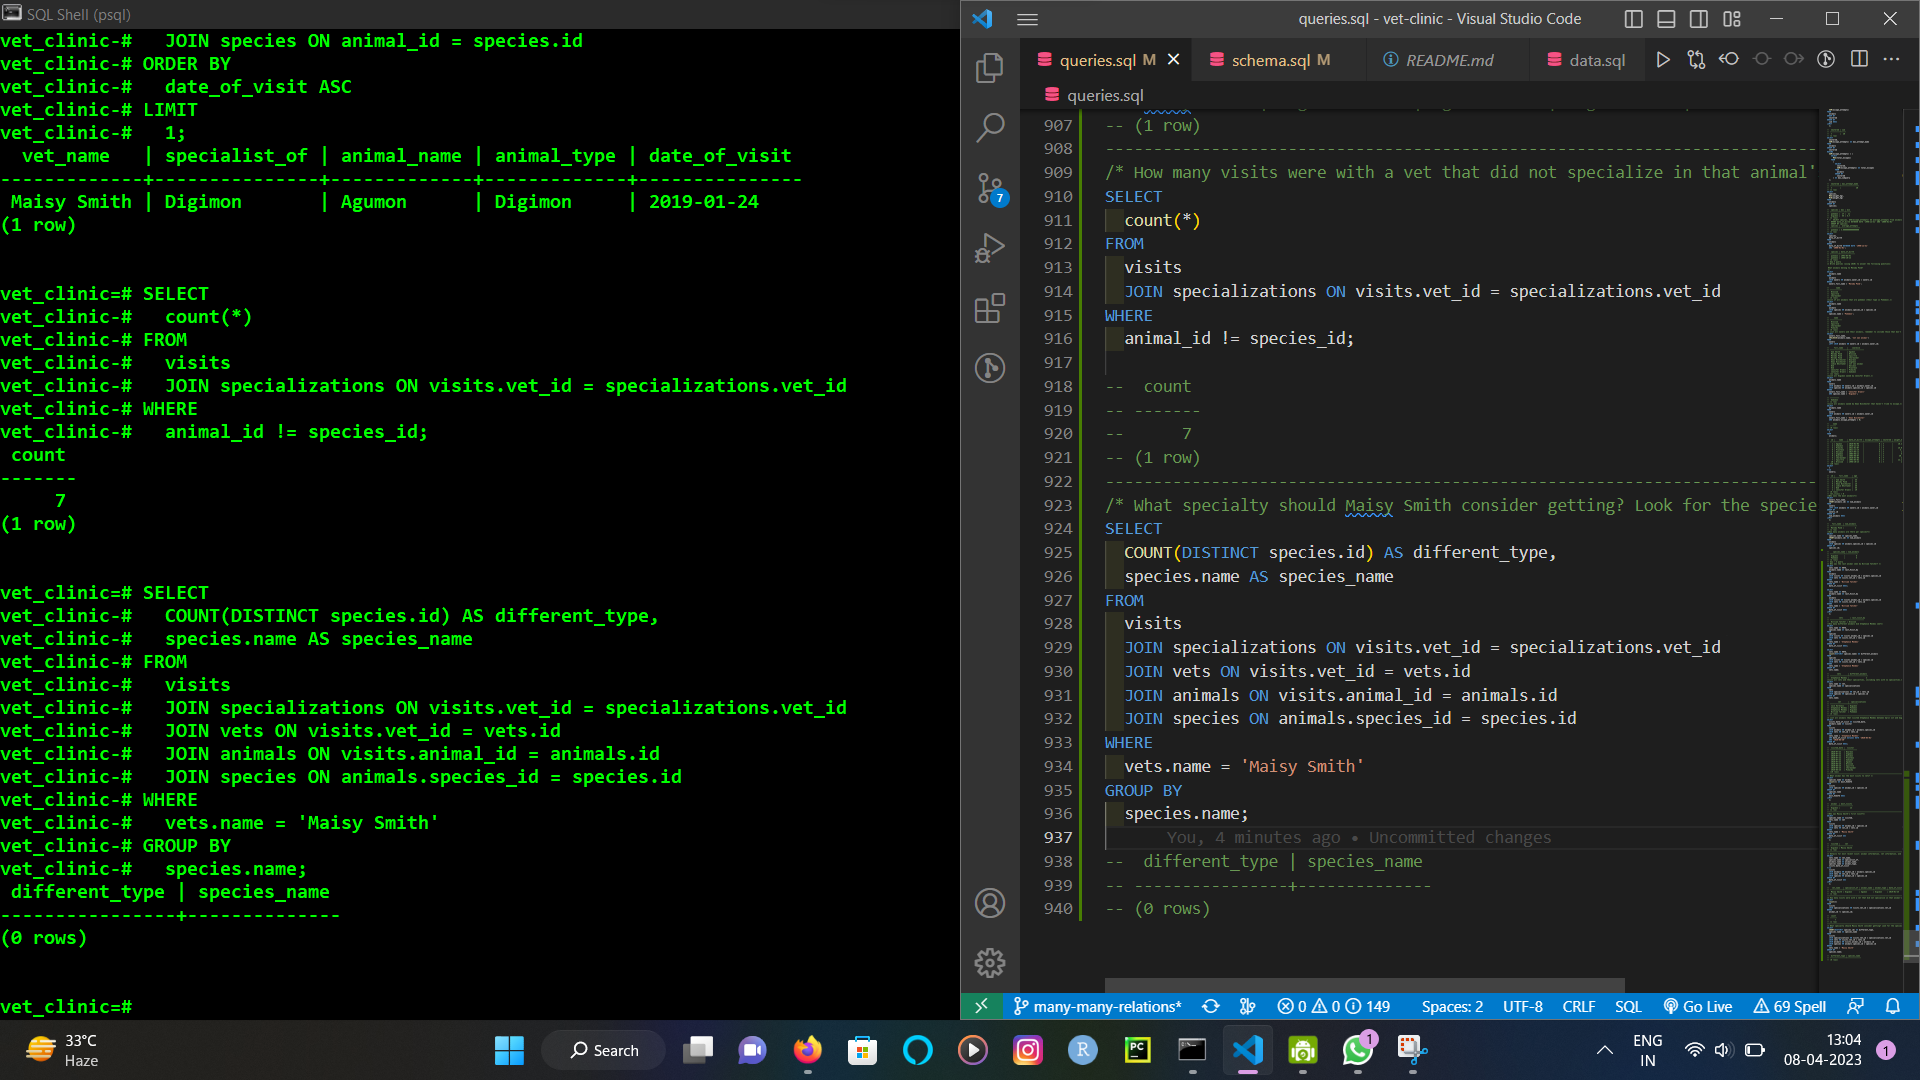 SQL Shell (psql)
vet_clinic-#   JOIN species ON animal_id = species.id
vet_clinic-# ORDER BY
vet_clinic-#   date_of_visit ASC
vet_clinic-# LIMIT
vet_clinic-#   1;
  vet_name   | specialist_of | animal_name | animal_type | date_of_visit
-------------+---------------+-------------+-------------+---------------
 Maisy Smith | Digimon       | Agumon      | Digimon     | 2019-01-24
(1 row)
vet_clinic=# SELECT
vet_clinic-#   count(*)
vet_clinic-# FROM
vet_clinic-#   visits
vet_clinic-#   JOIN specializations ON visits.vet_id = specializations.vet_id
vet_clinic-# WHERE
vet_clinic-#   animal_id != species_id;
 count
-------
     7
(1 row)
vet_clinic=# SELECT
vet_clinic-#   COUNT(DISTINCT species.id) AS different_type,
vet_clinic-#   species.name AS species_name
vet_clinic-# FROM
vet_clinic-#   visits
vet_clinic-#   JOIN specializations ON visits.vet_id = specializations.vet_id
vet_clinic-#   JOIN vets ON visits.vet_id = vets.id
vet_clinic-#   JOIN animals ON visits.animal_id = animals.id
vet_clinic-#   JOIN species ON animals.species_id = species.id
vet_clinic-# WHERE
vet_clinic-#   vets.name = 'Maisy Smith'
vet_clinic-# GROUP BY
vet_clinic-#   species.name;
 different_type | species_name
----------------+--------------
(0 rows)
vet_clinic=#
queries.sql - vet-clinic - Visual Studio Code
queries.sql M
schema.sql M
README.md
data.sql
queries.sql
907 -- (1 row)
908 --------------------------------------------------------------------------
909 /* How many visits were with a vet that did not specialize in that animal'
910 SELECT
911   count(*)
912 FROM
913   visits
914   JOIN specializations ON visits.vet_id = specializations.vet_id
915 WHERE
916   animal_id != species_id;
917
918 --  count
919 -- -------
920 --      7
921 -- (1 row)
922 --------------------------------------------------------------------------
923 /* What specialty should Maisy Smith consider getting? Look for the specie
924 SELECT
925   COUNT(DISTINCT species.id) AS different_type,
926   species.name AS species_name
927 FROM
928   visits
929   JOIN specializations ON visits.vet_id = specializations.vet_id
930   JOIN vets ON visits.vet_id = vets.id
931   JOIN animals ON visits.animal_id = animals.id
932   JOIN species ON animals.species_id = species.id
933 WHERE
934   vets.name = 'Maisy Smith'
935 GROUP BY
936   species.name;
937 You, 4 minutes ago • Uncommitted changes
938 --  different_type | species_name
939 -- ----------------+--------------
940 -- (0 rows)
7
many-many-relations*
0 0 149
Spaces: 2
UTF-8
CRLF
SQL
Go Live
69 Spell
33°C
Haze
Search
R
PC
1
ENG
IN
13:04
08-04-2023
1